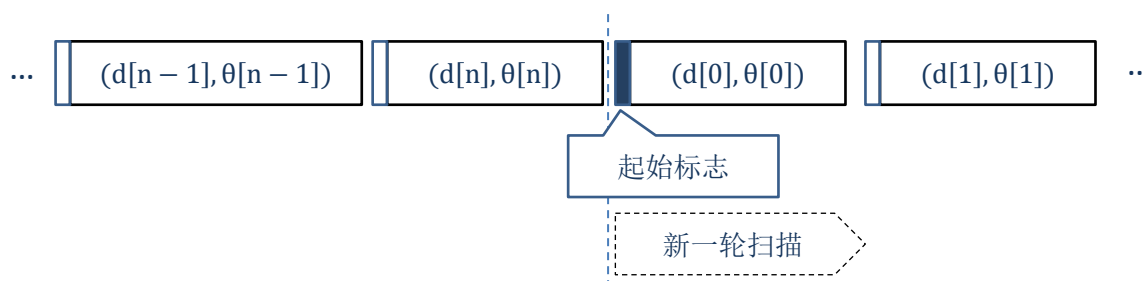 ... (d[n − 1], θ[n − 1]) (d[n], θ[n]) (d[0], θ[0]) (d[1], θ[1]) ..
起始标志
新一轮扫描